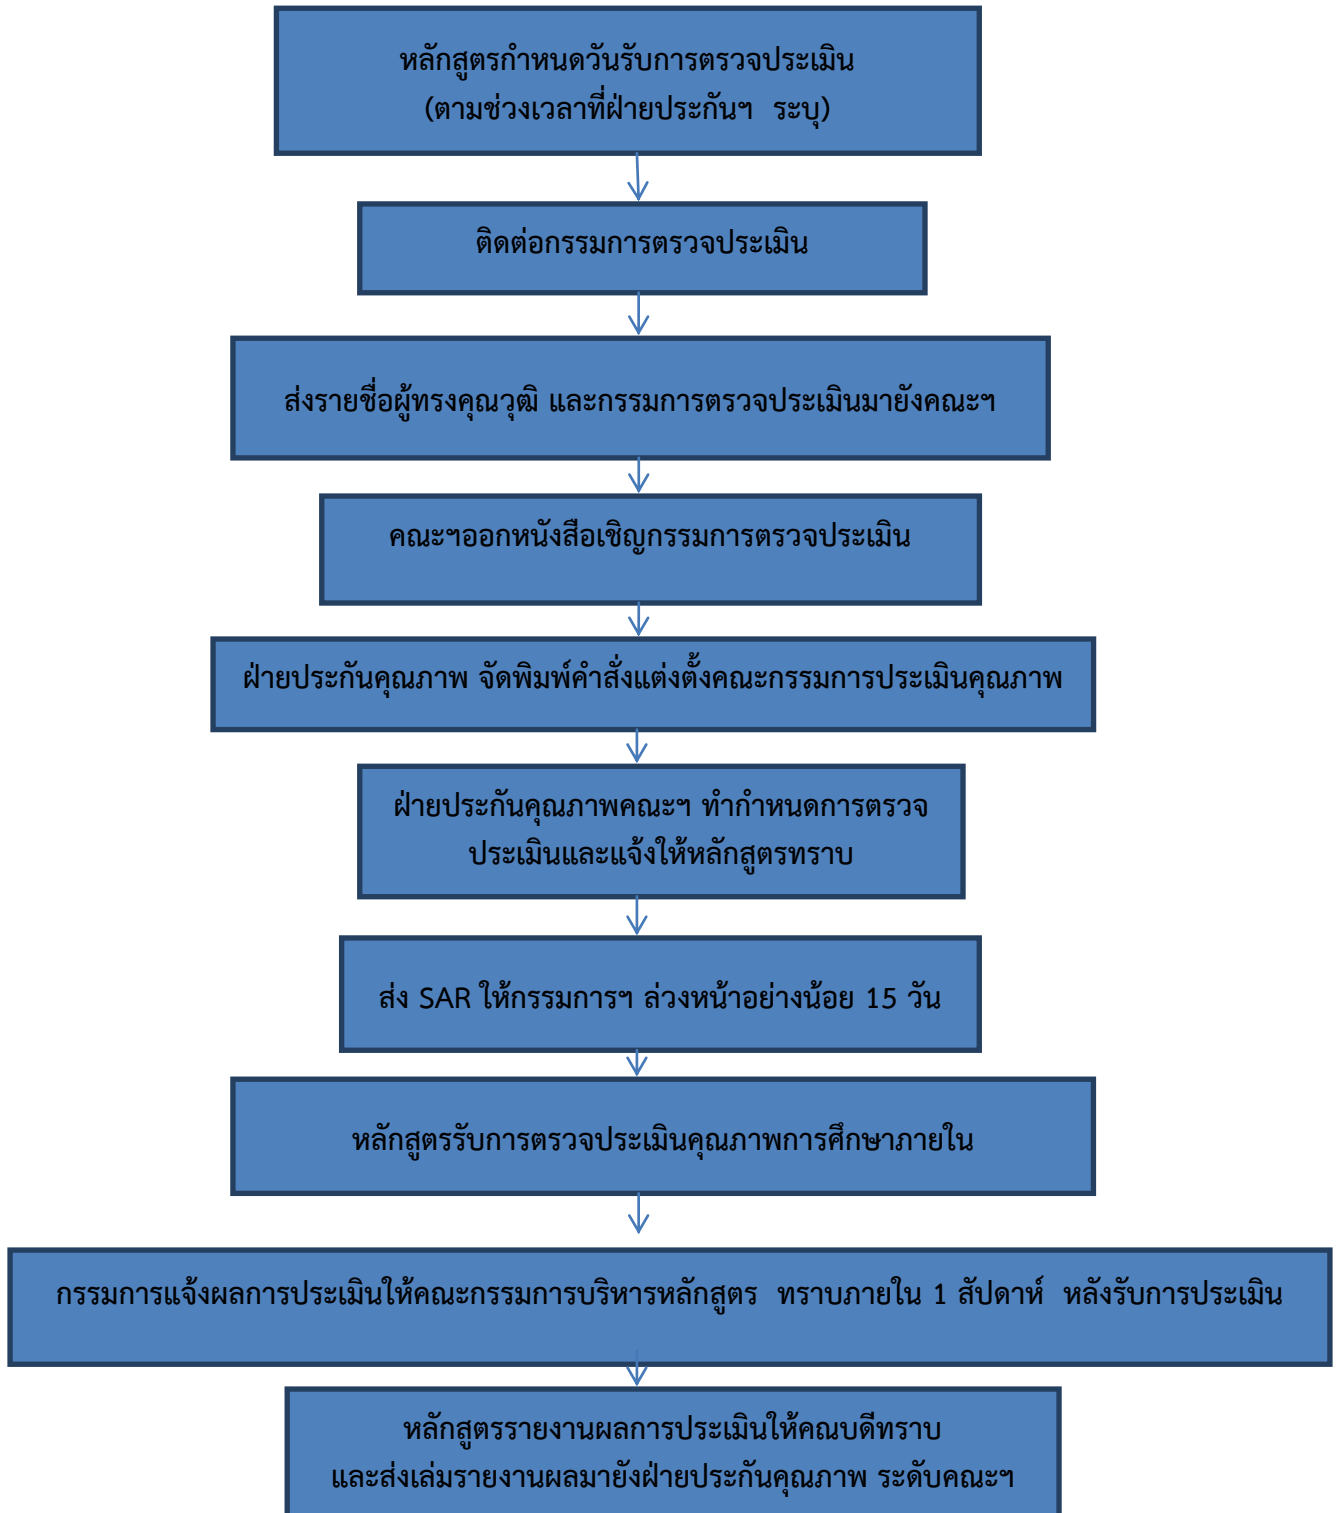 หลักสูตรกำหนดวันรับการตรวจประเมิน
(ตามช่วงเวลาที่ฝ่ายประกันฯ ระบุ)
ติดต่อกรรมการตรวจประเมิน
ส่งรายชื่อผู้ทรงคุณวุฒิ และกรรมการตรวจประเมินมายังคณะฯ
คณะฯออกหนังสือเชิญกรรมการตรวจประเมิน
ฝ่ายประกันคุณภาพ จัดพิมพ์คำสั่งแต่งตั้งคณะกรรมการประเมินคุณภาพ
ฝ่ายประกันคุณภาพคณะฯ ทำกำหนดการตรวจ
ประเมินและแจ้งให้หลักสูตรทราบ
ส่ง SAR ให้กรรมการฯ ล่วงหน้าอย่างน้อย 15 วัน
หลักสูตรรับการตรวจประเมินคุณภาพการศึกษาภายใน
กรรมการแจ้งผลการประเมินให้คณะกรรมการบริหารหลักสูตร ทราบภายใน 1 สัปดาห์ หลังรับการประเมิน
หลักสูตรรายงานผลการประเมินให้คณบดีทราบ
และส่งเล่มรายงานผลมายังฝ่ายประกันคุณภาพ ระดับคณะฯ